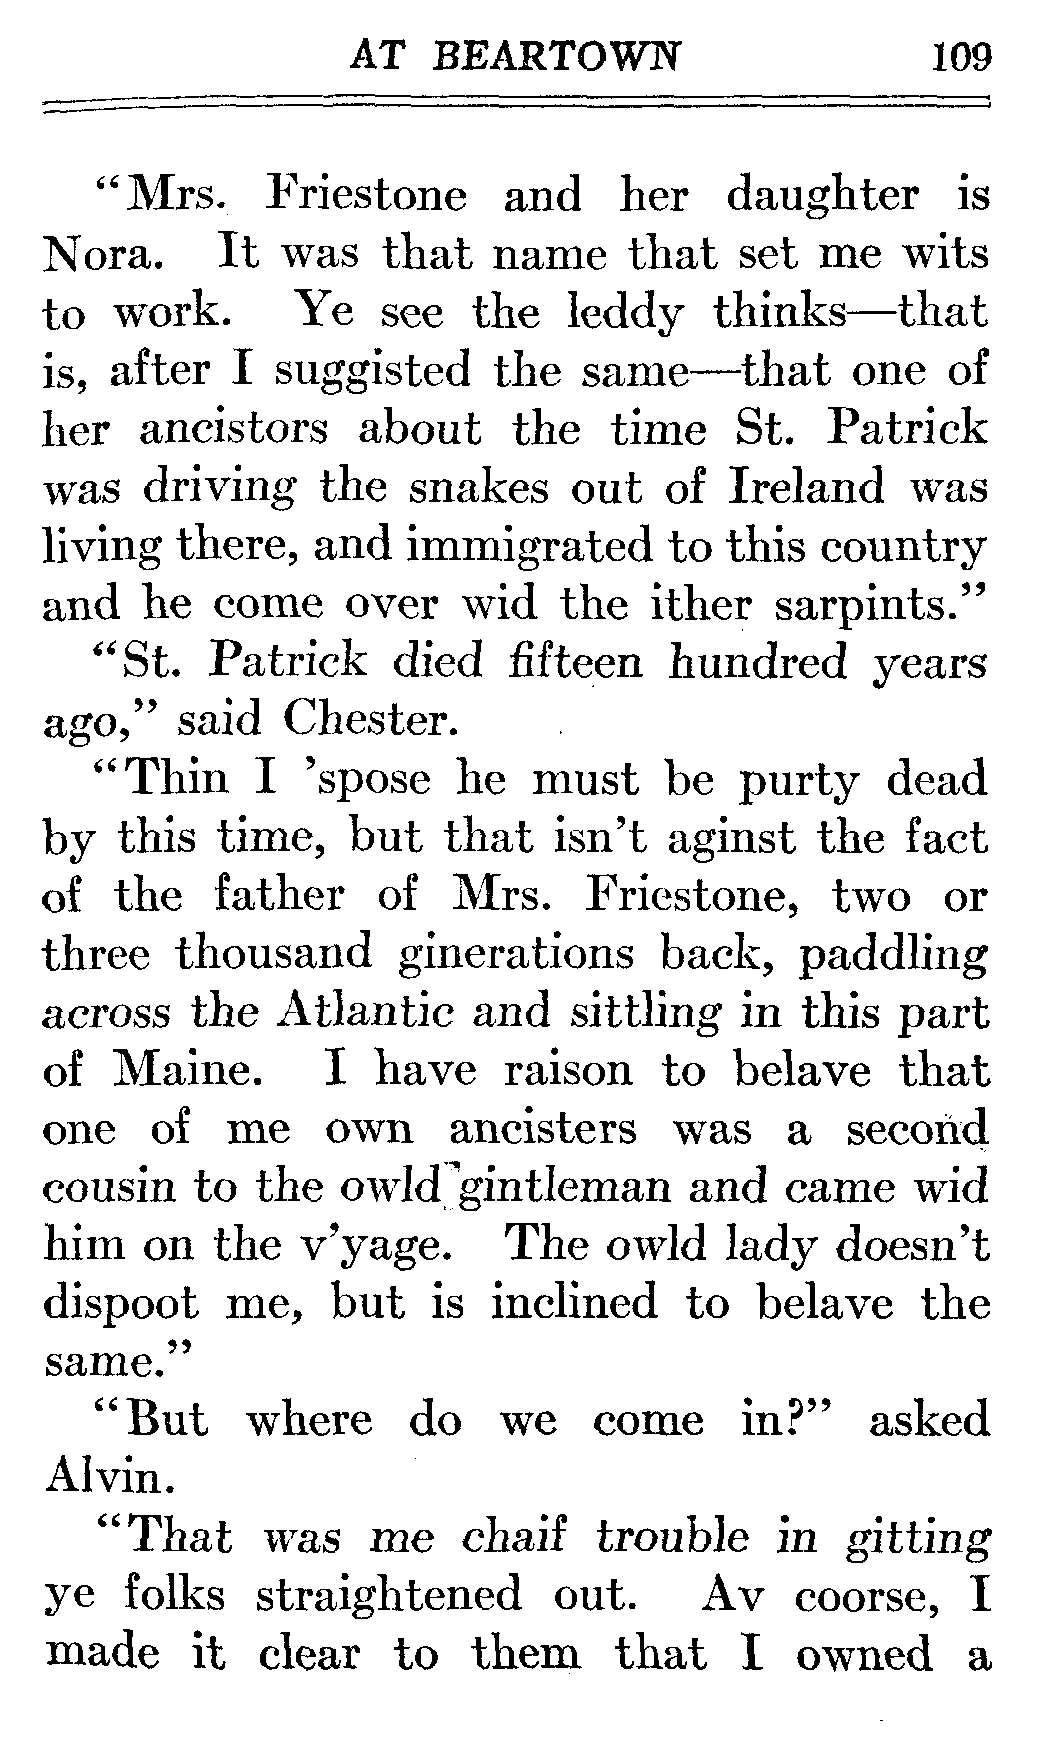 AT BEARTOWN 109
“Mrs. Friestone and her daughter is
Nora. It was that name that set me wits
to work. Ye see the leddy thinks—that
is, after I suggisted the same—that one of
her ancistors about the time St. Patrick
was driving the snakes out of Ireland was
living there, and immigrated to this country
and he come over wid the ither sarpints.”
“St. Patrick died fifteen hundred years
ago,” said Chester.
“Thin I ’spose he must be purty dead
by this time, but that isn’t aginst the fact
of the father of Mrs. Friestone, two or
three thousand ginerations back, paddling
across the Atlantic and sittling in this part
of Maine. I have raison to belave that
one of me own ancisters was a second
cousin to the owld gintleman and came wid
him on the v’yage. The owld lady doesn’t
dispoot me, but is inclined to belave the
same.”
“But where do we come in?” asked
Alvin.
“That was me chaif trouble in gitting
ye folks straightened out. Av coorse, I
made it clear to them that I owned a